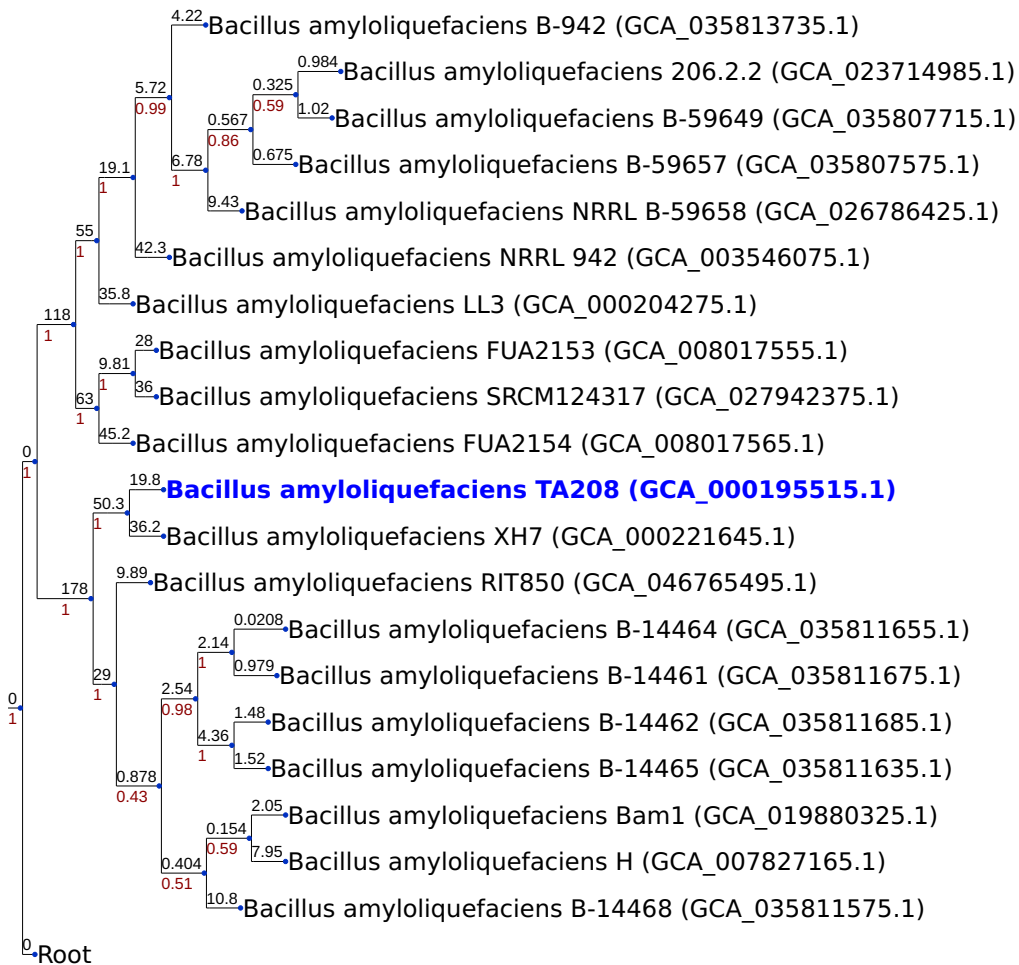 4.22
Bacillus amyloliquefaciens B-942 (GCA_035813735.1)
0.984
Bacillus amyloliquefaciens 206.2.2 (GCA_023714985.1)
5.72
0.325
0.99
0.59
1.02
Bacillus amyloliquefaciens B-59649 (GCA_035807715.1)
0.567
0.86
0.675
Bacillus amyloliquefaciens B-59657 (GCA_035807575.1)
6.78
19.1
1
1
9.43
Bacillus amyloliquefaciens NRRL B-59658 (GCA_026786425.1)
55
1
42.3
Bacillus amyloliquefaciens NRRL 942 (GCA_003546075.1)
35.8
Bacillus amyloliquefaciens LL3 (GCA_000204275.1)
118
1
28
Bacillus amyloliquefaciens FUA2153 (GCA_008017555.1)
9.81
1
36
Bacillus amyloliquefaciens SRCM124317 (GCA_027942375.1)
63
1
45.2
Bacillus amyloliquefaciens FUA2154 (GCA_008017565.1)
0
1
19.8
Bacillus amyloliquefaciens TA208 (GCA_000195515.1)
50.3
1
36.2
Bacillus amyloliquefaciens XH7 (GCA_000221645.1)
9.89
Bacillus amyloliquefaciens RIT850 (GCA_046765495.1)
178
1
0.0208
Bacillus amyloliquefaciens B-14464 (GCA_035811655.1)
2.14
1
0.979
Bacillus amyloliquefaciens B-14461 (GCA_035811675.1)
29
1
2.54
0.98
0
1
1.48
Bacillus amyloliquefaciens B-14462 (GCA_035811685.1)
4.36
1
1.52
Bacillus amyloliquefaciens B-14465 (GCA_035811635.1)
0.878
0.43
2.05
Bacillus amyloliquefaciens Bam1 (GCA_019880325.1)
0.154
0.59
7.95
Bacillus amyloliquefaciens H (GCA_007827165.1)
0.404
0.51
10.8
Bacillus amyloliquefaciens B-14468 (GCA_035811575.1)
0
Root